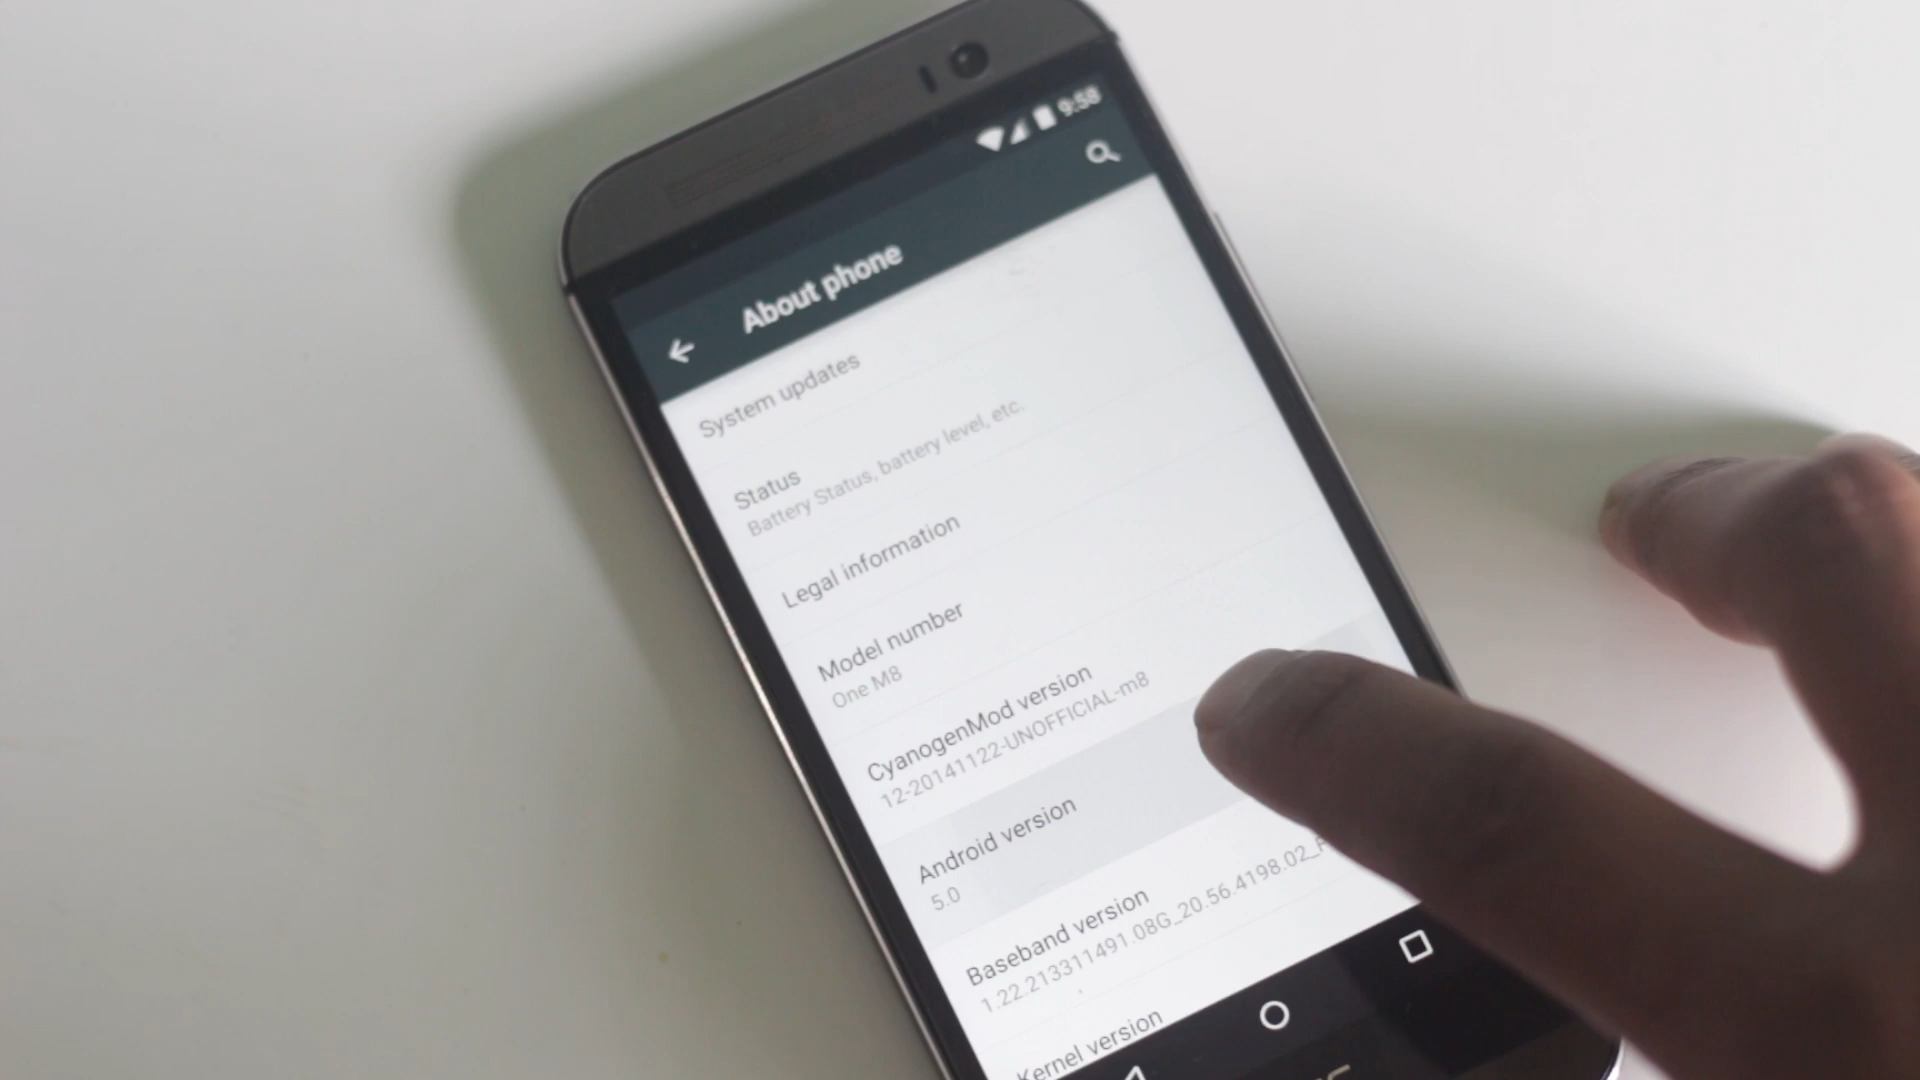 9:58
About phone
System updates
Status
Battery Status, battery level, etc.
Legal information
Model number
One M8
CyanogenMod version
12-20141122-UNOFFICIAL-m8
Android version
5.0
Baseband version
1.22.213311491.08G_20.56.4198.02_F
Kernel version